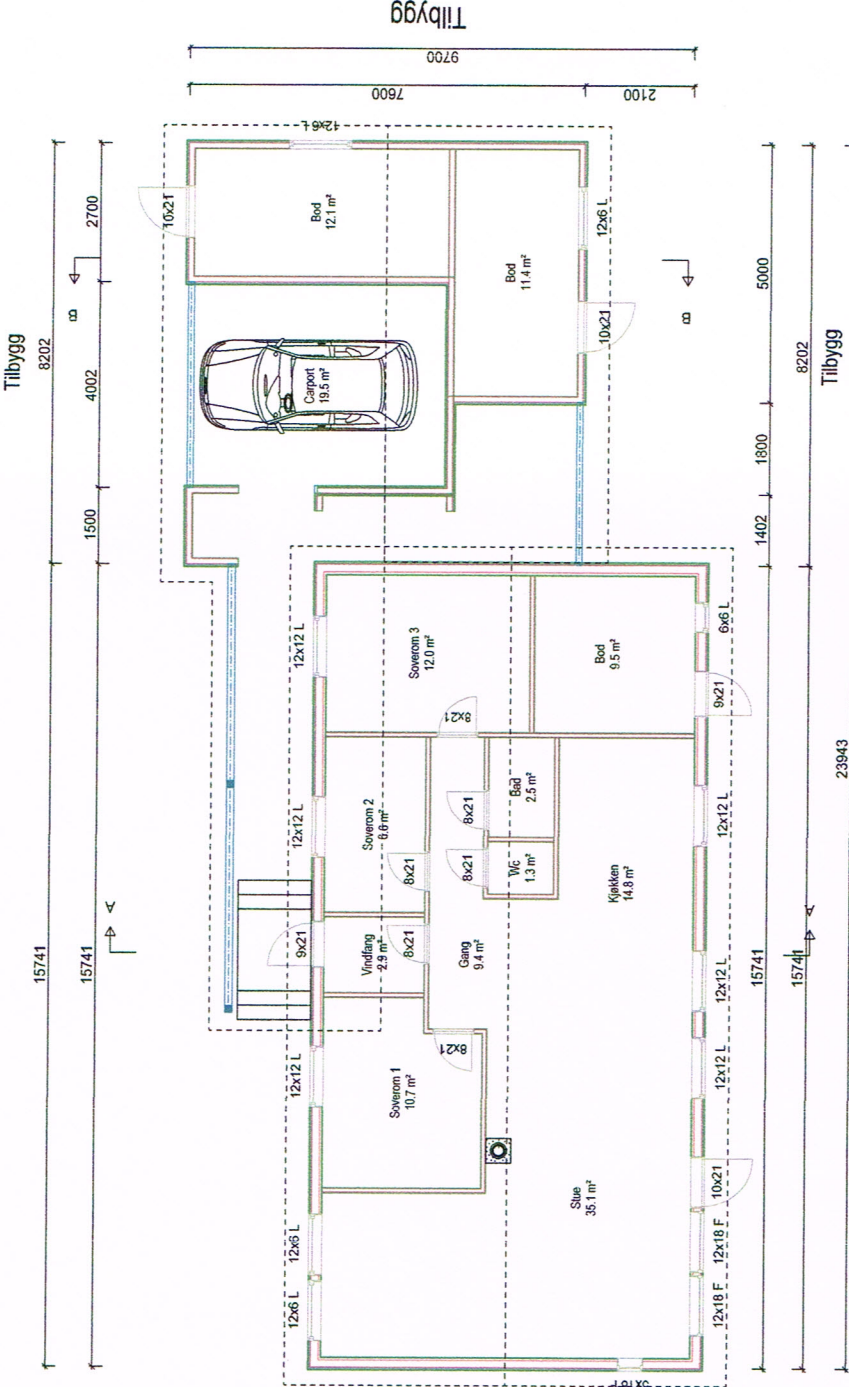 Tilbygg
9700
7600
2100
Tilbygg
8202
2700
4002
1500
15741
15741
12x6 L
10x21
Bod
12.1 m²
Bod
11.4 m²
12x6 L
10x21
B
B
Carport
19.5 m²
5000
8202
1800
1402
Tilbygg
12x12 L
Soverom 3
12.0 m²
Bod
9.5 m²
6x6 L
9x21
8x21
12x12 L
Soverom 2
8x21
8x21
Bad
2.5 m²
8x21
Wc
1.3 m²
Kjøkken
14.8 m²
12x12 L
23943
A
A
9x21
Vindfang
2.9 m²
8x21
Gang
9.4 m²
12x12 L
15741
15741
12x12 L
Soverom 1
10.7 m²
8x21
12x12 L
Stue
35.1 m²
10x21
12x6 L
12x6 L
12x18 F
12x18 F